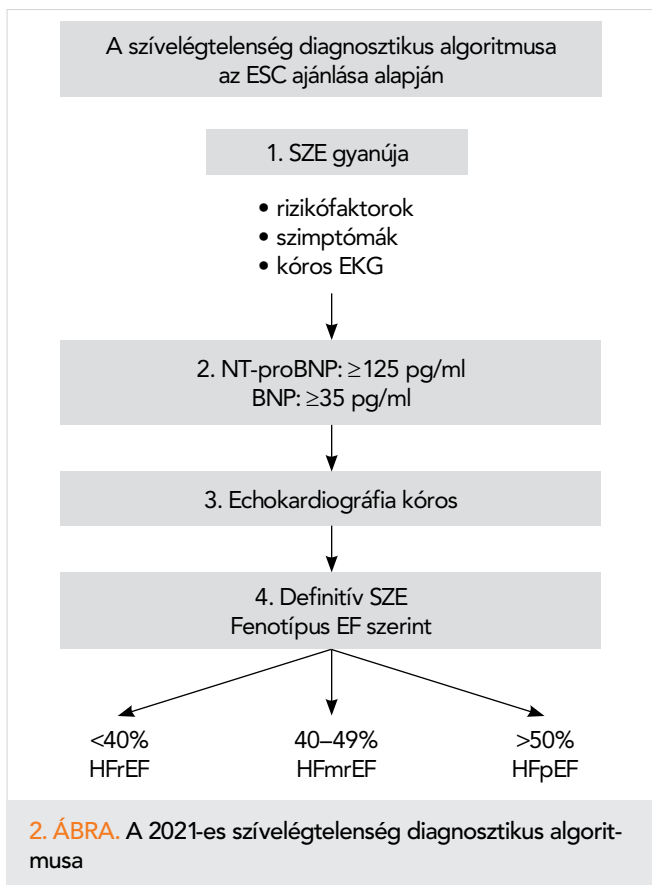 A szívelégtelenség diagnosztikus algoritmusa
az ESC ajánlása alapján
1. SZE gyanúja
• rizikófaktorok
• szimptómák
• kóros EKG
2. NT-proBNP: ≥125 pg/ml
BNP: ≥35 pg/ml
3. Echokardiográfia kóros
4. Definitív SZE
Fenotípus EF szerint
<40%
HFrEF
40–49%
HFmrEF
>50%
HFpEF
2. ÁBRA. A 2021-es szívelégtelenség diagnosztikus algorit-
musa